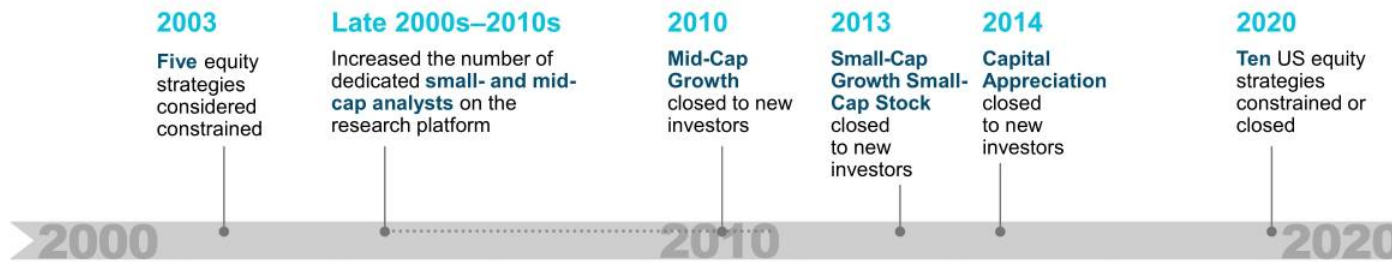 2003
Five equity
strategies
considered
constrained
Late 2000s–2010s
Increased the number of
dedicated small- and mid-
cap analysts on the
research platform
2010
Mid-Cap
Growth
closed to new
investors
2013
Small-Cap
Growth Small-
Cap Stock
closed
to new
investors
2014
Capital
Appreciation
closed
to new
investors
2020
Ten US equity
strategies
constrained or
closed
2000
2010
2020